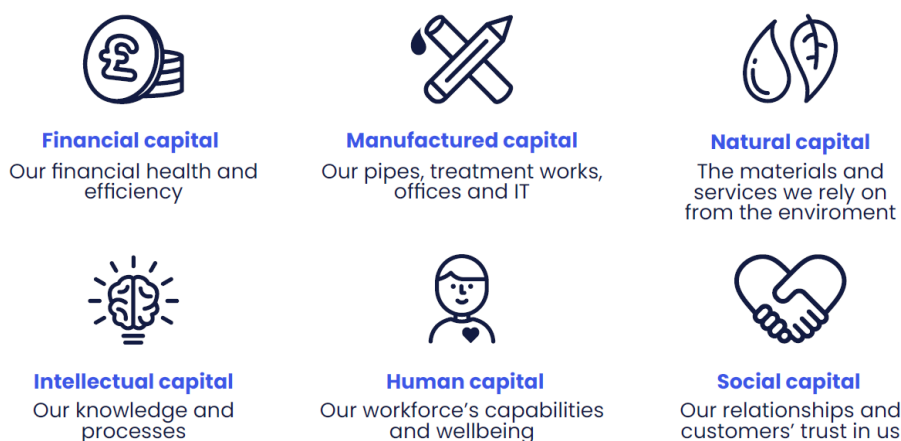 £
Financial capital
Our financial health and
efficiency
Manufactured capital
Our pipes, treatment works,
offices and IT
Natural capital
The materials and
services we rely on
from the enviroment
Intellectual capital
Our knowledge and
processes
Human capital
Our workforce’s capabilities
and wellbeing
Social capital
Our relationships and
customers’ trust in us